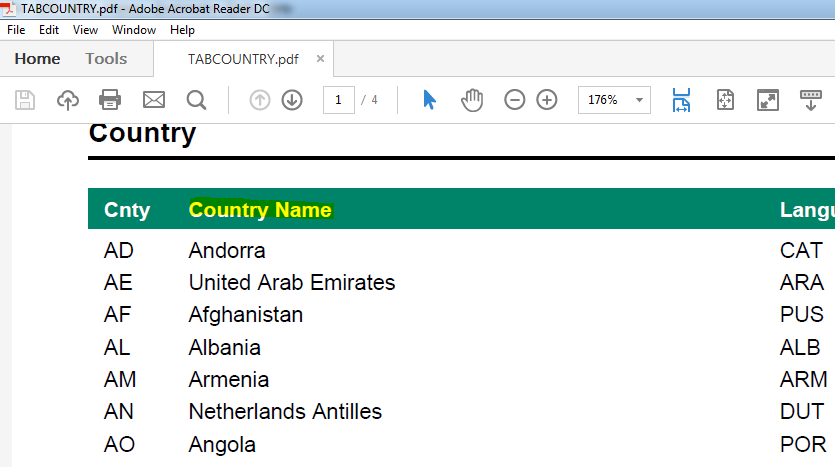 TABCOUNTRY.pdf - Adobe Acrobat Reader DC
File Edit View Window Help
Home Tools TABCOUNTRY.pdf ×
1 / 4 176%
Country
Cnty Country Name Langu
AD Andorra CAT
AE United Arab Emirates ARA
AF Afghanistan PUS
AL Albania ALB
AM Armenia ARM
AN Netherlands Antilles DUT
AO Angola POR